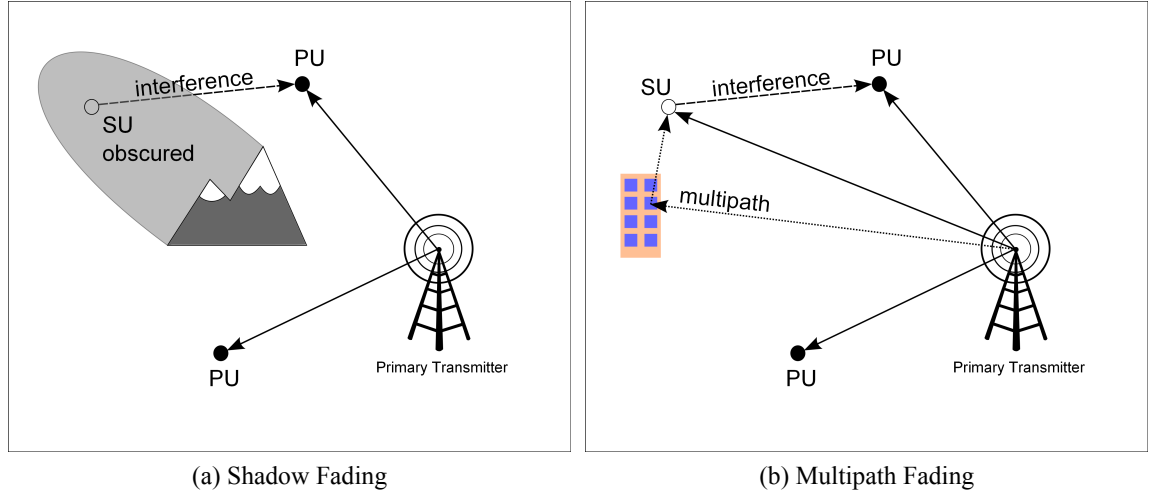 PU
interference
SU
obscured
PU
Primary Transmitter
(a) Shadow Fading
PU
interference
SU
multipath
PU
Primary Transmitter
(b) Multipath Fading